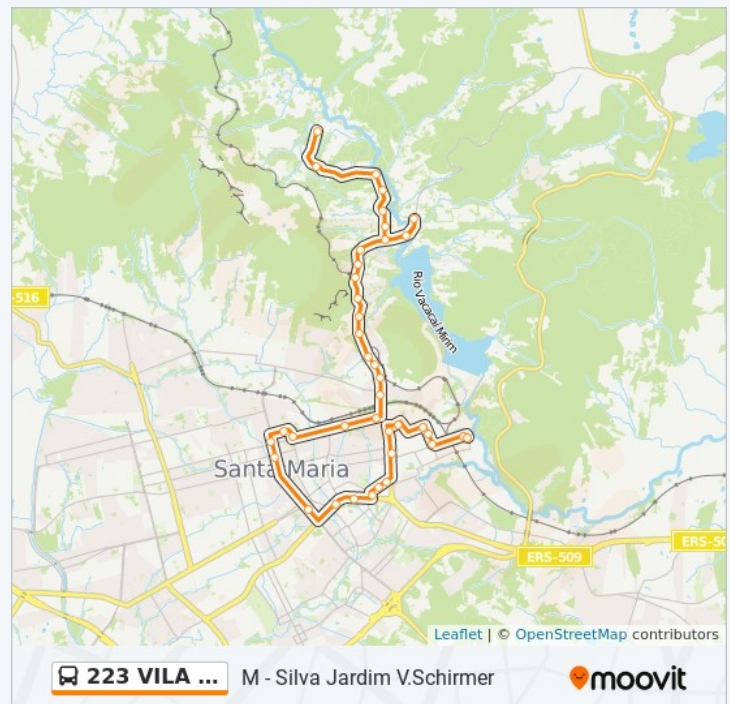 Rio Vacacaí Mirim
-516
Santa Maria
ERS-509
ERS-50
Leaflet | © OpenStreetMap contributors
223 VILA ...
M - Silva Jardim V.Schirmer
moovit